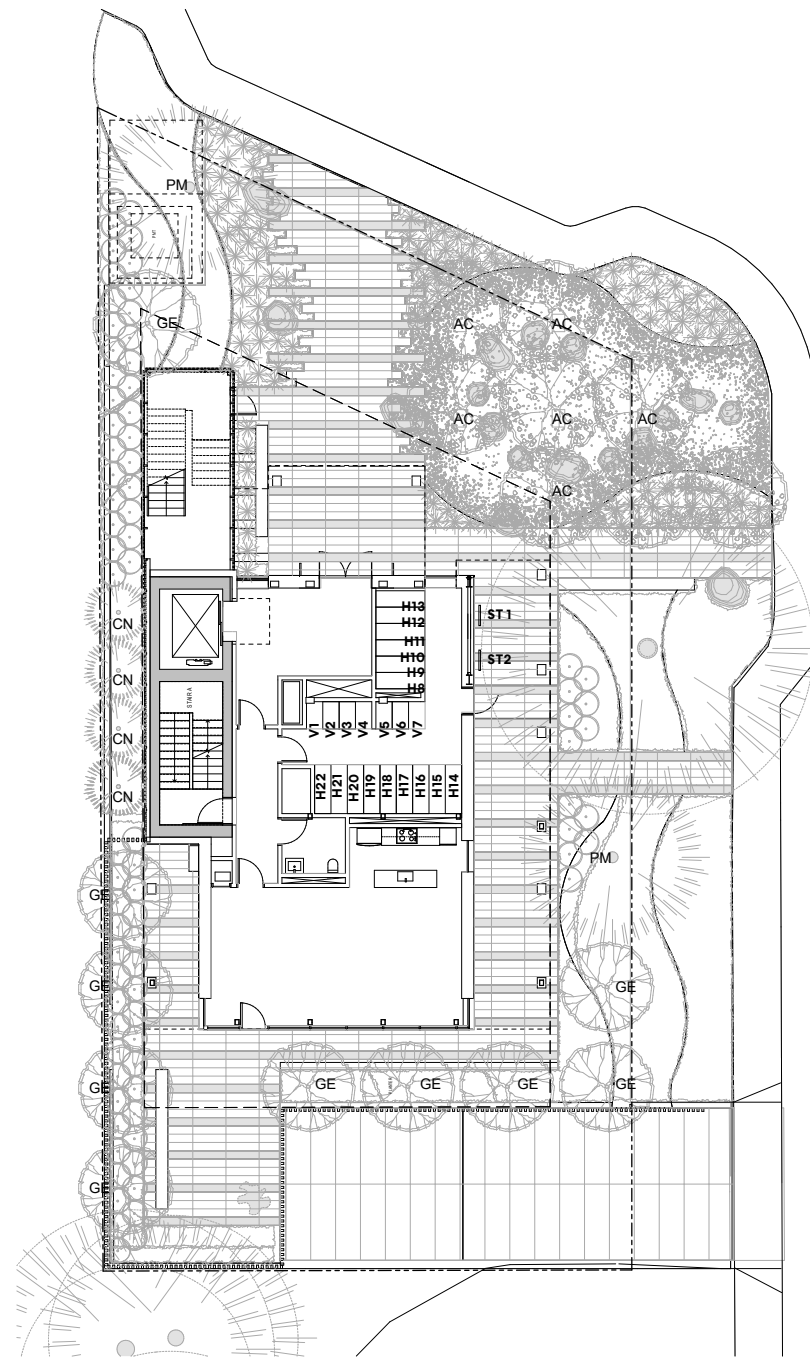 PM
GE
AC AC
AC AC AC
AC
H13
H12
H11
H10
H9
H8
ST1
ST2
CN
CN
CN
CN
STAIR A
V1 V2 V3 V4 V5 V6 V7
H22 H21 H20 H19 H18 H17 H16 H15 H14
PM
GE
GE
GE
GE
GE
GE GE GE GE